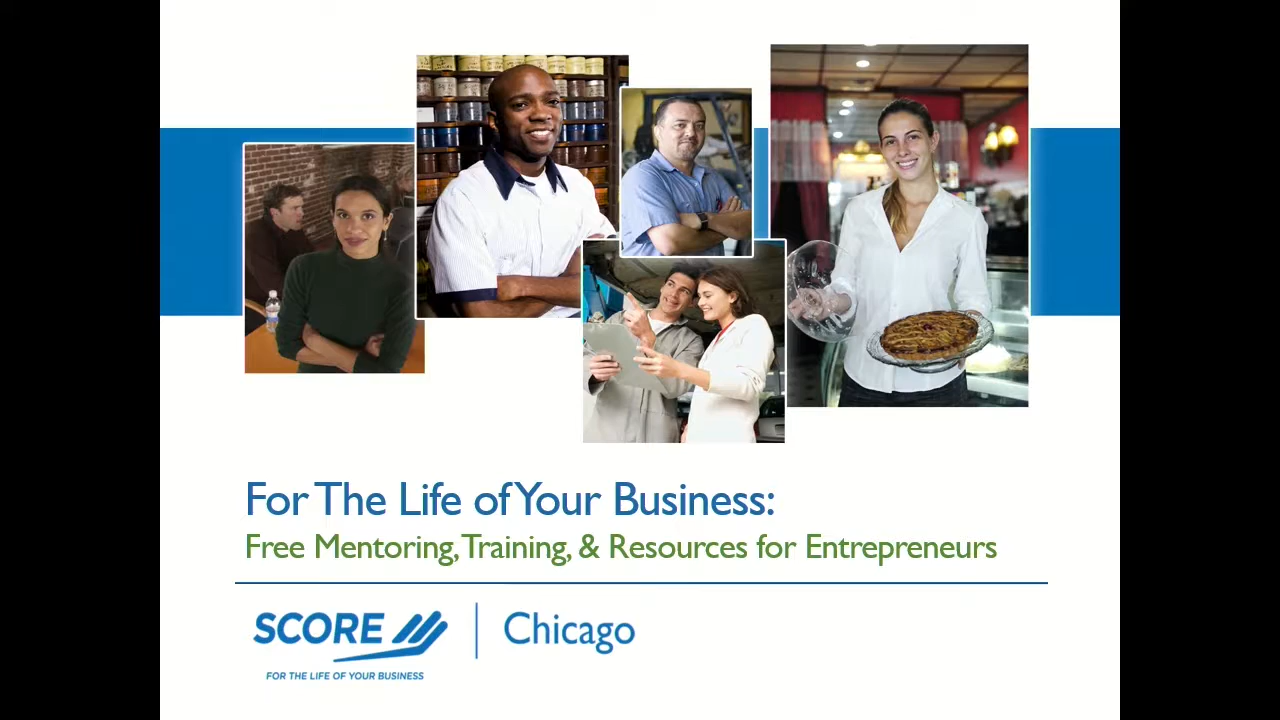 For The Life of Your Business:
Free Mentoring, Training, & Resources for Entrepreneurs
SCORE
Chicago
FOR THE LIFE OF YOUR BUSINESS